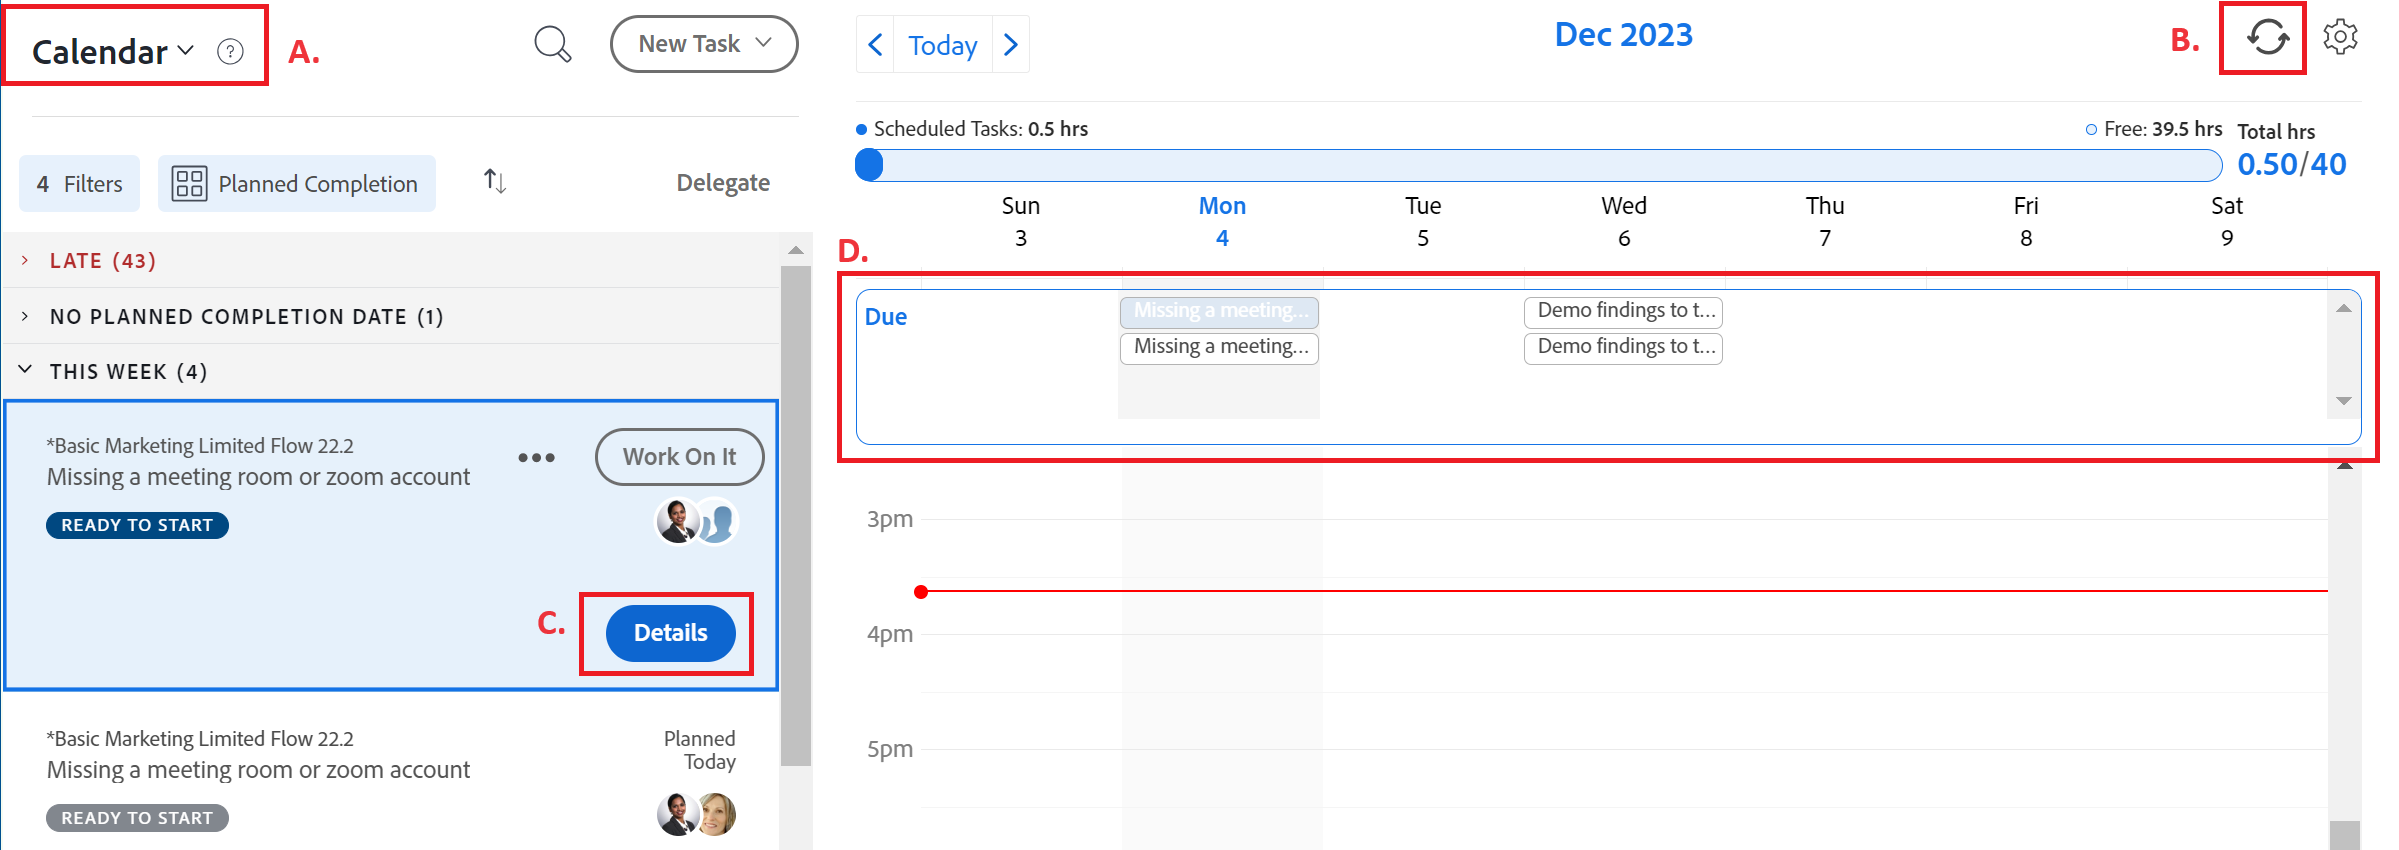 Calendar ?
A.
New Task
Today
Dec 2023
B.
Scheduled Tasks: 0.5 hrs
Free: 39.5 hrs
Total hrs
0.50/40
4 Filters
Planned Completion
Delegate
Sun
3
Mon
4
Tue
5
Wed
6
Thu
7
Fri
8
Sat
9
D.
LATE (43)
NO PLANNED COMPLETION DATE (1)
THIS WEEK (4)
Due
Missing a meeting...
Missing a meeting...
Demo findings to t...
Demo findings to t...
*Basic Marketing Limited Flow 22.2
Missing a meeting room or zoom account
Work On It
READY TO START
C.
Details
*Basic Marketing Limited Flow 22.2
Missing a meeting room or zoom account
Planned
Today
READY TO START
3pm
4pm
5pm